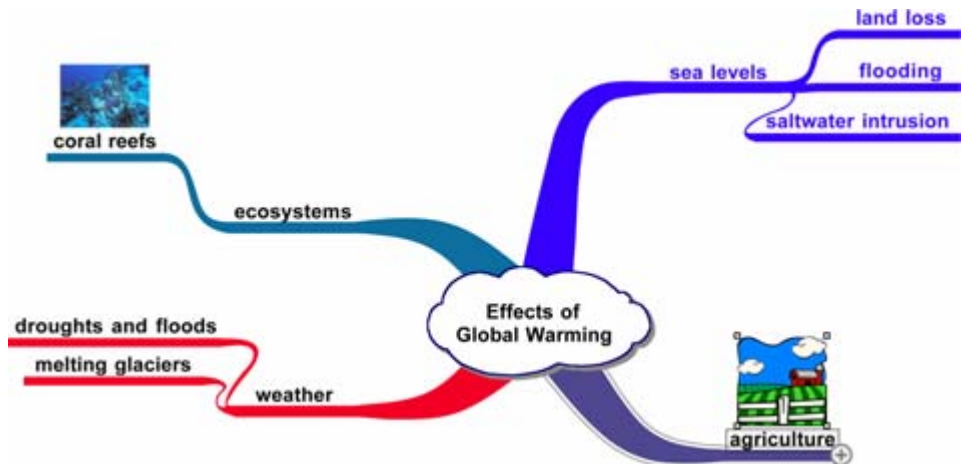 land loss
sea levels
flooding
saltwater intrusion
coral reefs
ecosystems
Effects of
Global Warming
droughts and floods
melting glaciers
weather
agriculture